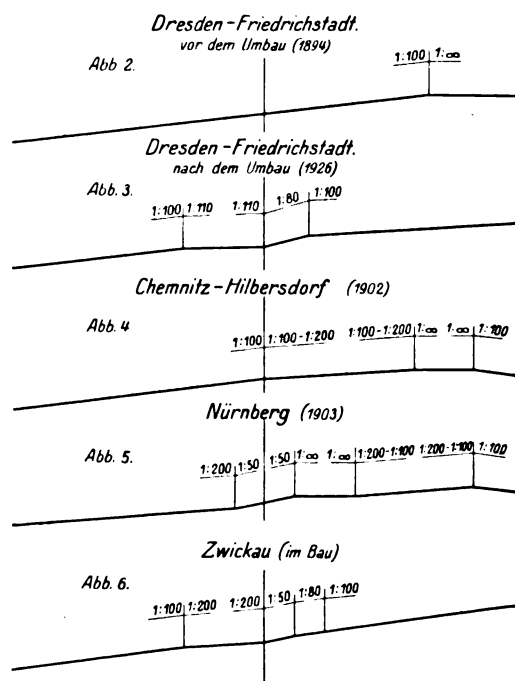 Dresden-Friedrichstadt.
vor dem Umbau (1894)
Abb 2.
1:100 1:∞
Dresden-Friedrichstadt.
nach dem Umbau (1926)
Abb. 3.
1:100 1:110 1:110 1:80 1:100
Chemnitz-Hilbersdorf (1902)
Abb. 4
1:100 1:100-1:200 1:100-1:200 1:∞ 1:∞ 1:100
Nürnberg (1903)
Abb. 5.
1:200 1:50 1:50 1:∞ 1:∞ 1:200-1:100 1:200-1:100 1:100
Zwickau (im Bau)
Abb. 6.
1:100 1:200 1:200 1:50 1:80 1:100